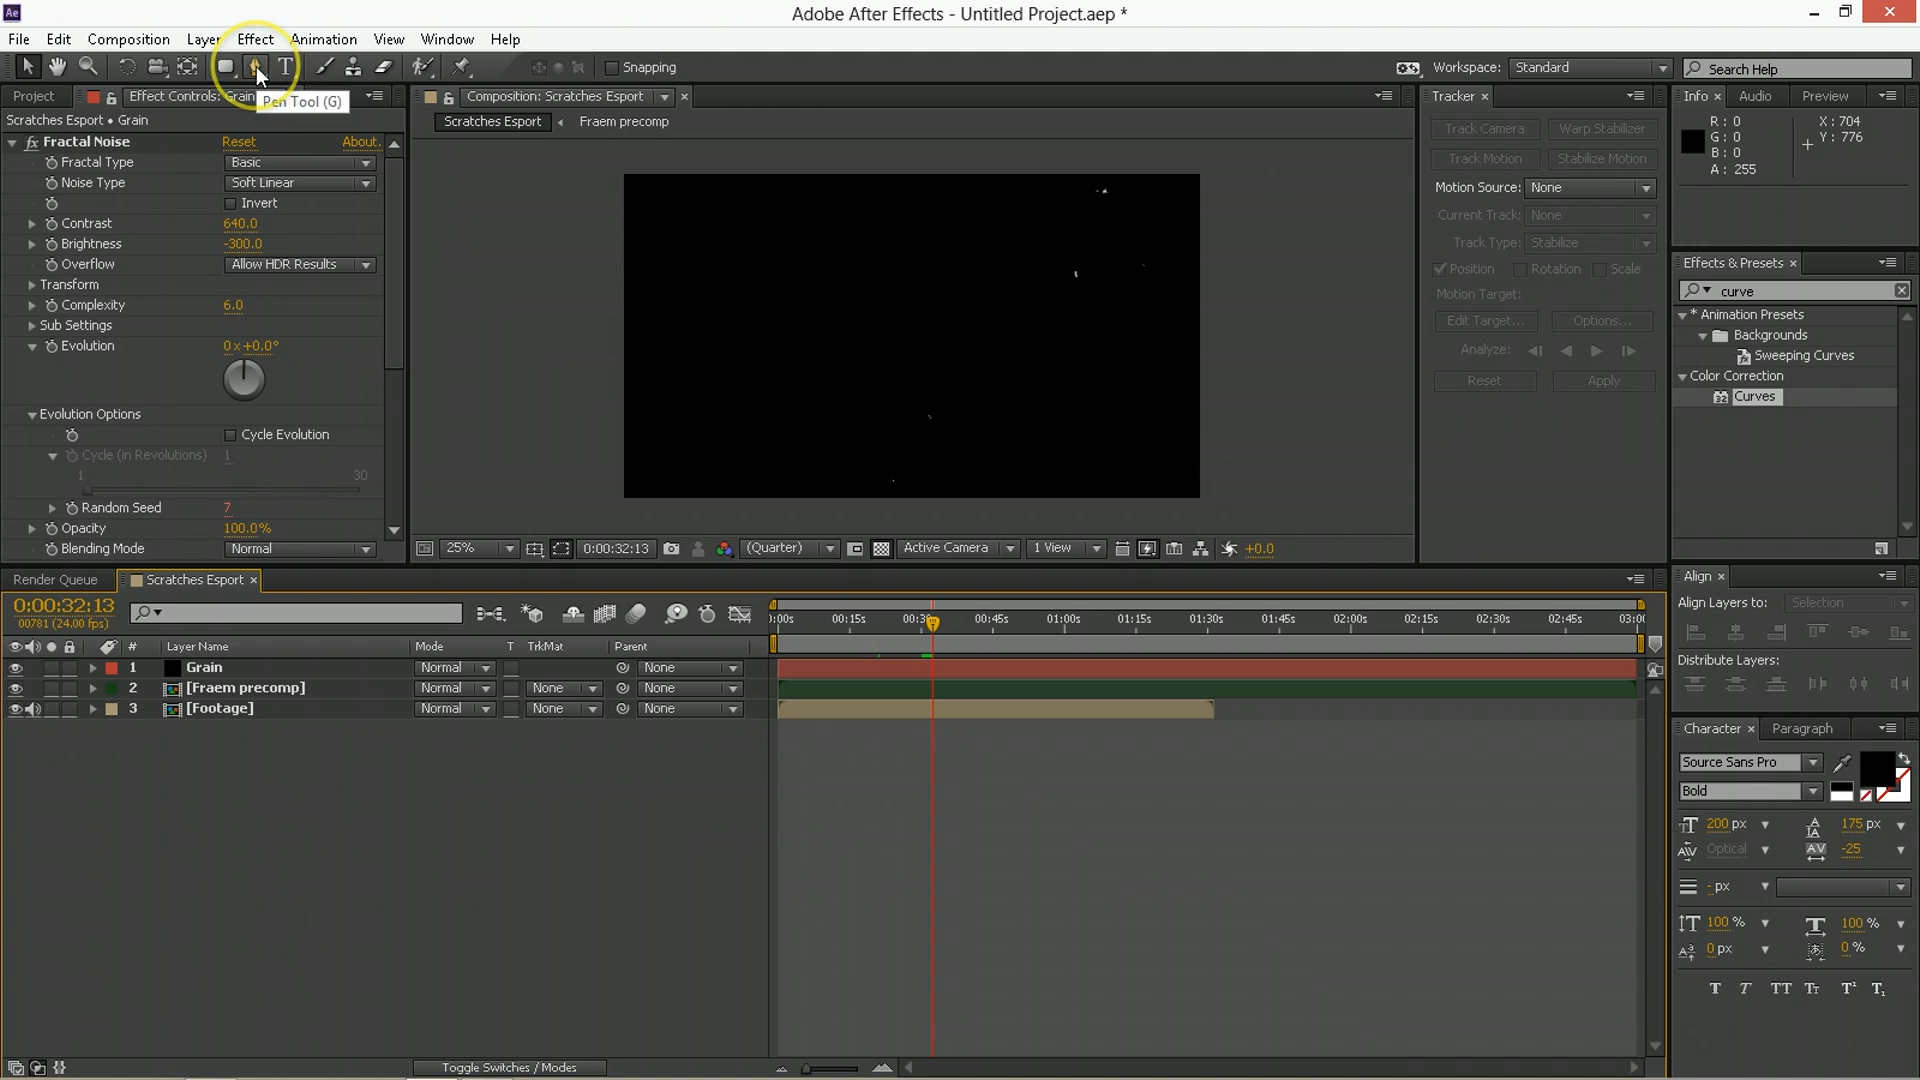 Ae
Adobe After Effects - Untitled Project.aep *
File Edit Composition Layer Effect Animation View Window Help
T Snapping Workspace: Standard Search Help
Pen Tool (G)
Project Effect Controls: Grain
Composition: Scratches Esport
Tracker
Info Audio Preview
Scratches Esport • Grain
Scratches Esport Fraem precomp
fx Fractal Noise Reset About.
Fractal Type Basic
Noise Type Soft Linear
Invert
Contrast 640.0
Brightness -300.0
Overflow Allow HDR Results
Transform
Complexity 6.0
Sub Settings
Evolution 0x+0.0°
Evolution Options
Cycle Evolution
Cycle (in Revolutions) 1
1 30
Random Seed 7
Opacity 100.0%
Blending Mode Normal
25% 0:00:32:13 (Quarter) Active Camera 1 View +0.0
Track Camera Warp Stabilizer
Track Motion Stabilize Motion
Motion Source: None
Current Track: None
Track Type: Stabilize
Position Rotation Scale
Motion Target:
Edit Target... Options...
Analyze:
Reset Apply
R: 0
G: 0
B: 0
A: 255
X: 704
Y: 776
Effects & Presets
curve
* Animation Presets
Backgrounds
Sweeping Curves
Color Correction
Curves
Render Queue Scratches Esport
0:00:32:13
00781 (24.00 fps)
00:15s 00:45s 01:00s 01:15s 01:30s 01:45s 02:00s 02:15s 02:30s 02:45s
# Layer Name Mode T TrkMat Parent
1 Grain Normal None
2 [Fraem precomp] Normal None None
3 [Footage] Normal None None
Toggle Switches / Modes
Align
Align Layers to: Selection
Distribute Layers:
Character Paragraph
Source Sans Pro
Bold
200 px 175 px
Optical -25
- px
100 % 100 %
0 px 0 %
T T TT TT T¹ T₁